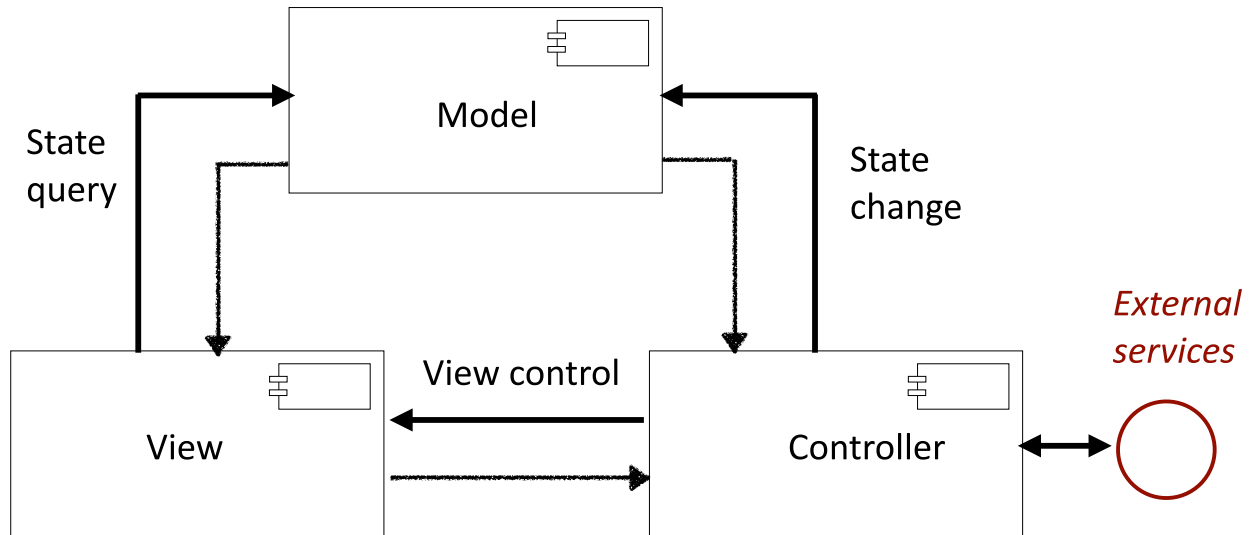 Model
State
query
State
change
External
services
View control
View
Controller